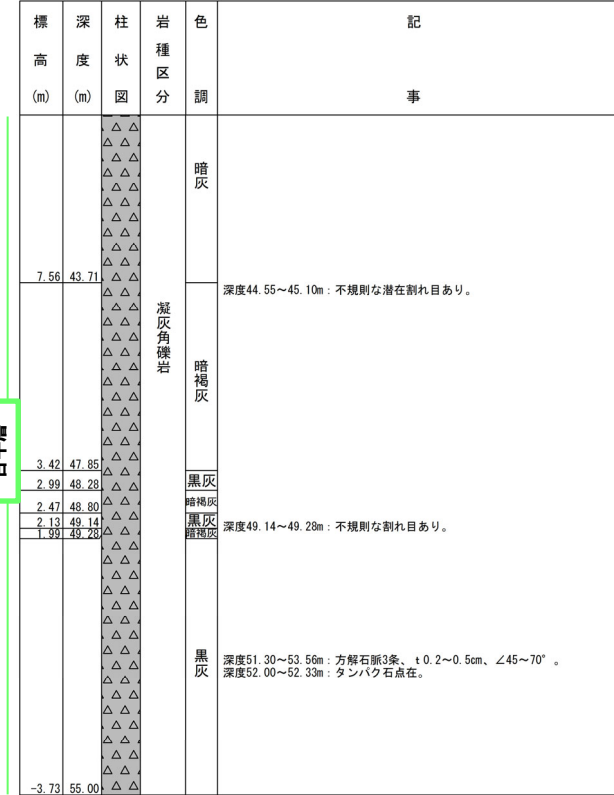 標高(m) 深度(m) 柱状図 岩種区分 色調 記事
暗灰
7.56 43.71
深度44.55～45.10m：不規則な潜在割れ目あり。
凝灰角礫岩
暗褐灰
3.42 47.85
黒灰
2.99 48.28
暗褐灰
2.47 48.80
黒灰
2.13 49.14
深度49.14～49.28m：不規則な割れ目あり。
暗褐灰
1.99 49.28
黒灰
深度51.30～53.56m：方解石脈3条、ｔ0.2～0.5cm、∠45～70°。
深度52.00～52.33m：タンパク石点在。
-3.73 55.00